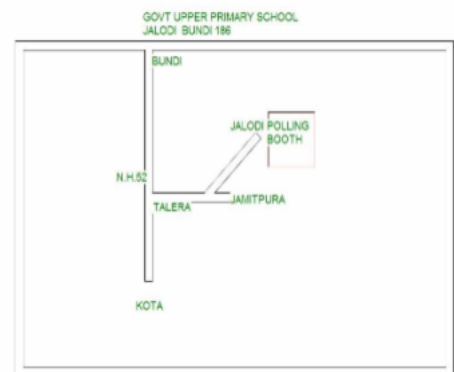 GOVT UPPER PRIMARY SCHOOL
JALODI BUNDI 186
BUNDI
JALODI POLLING
BOOTH
N.H.52
TALERA
JAMITPURA
KOTA